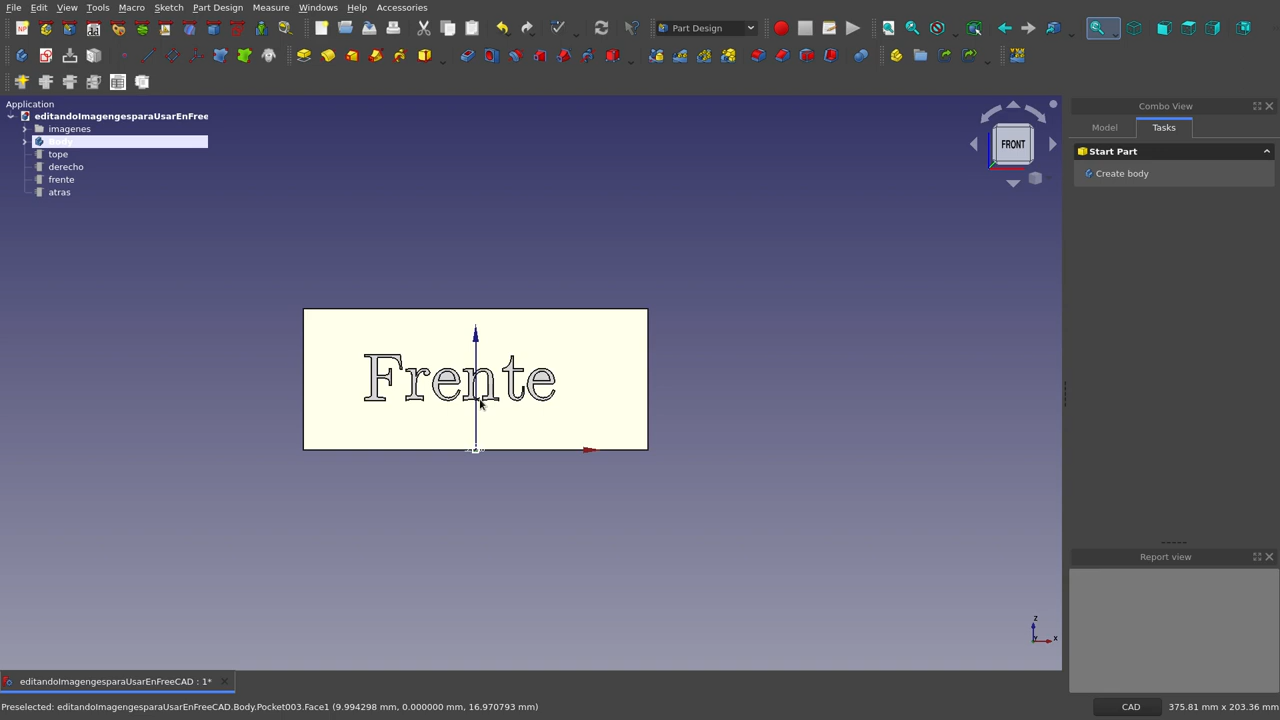 File Edit View Tools Macro Sketch Part Design Measure Windows Help Accessories
Part Design
Application
editandoImagengesparaUsarEnFree
imagenes
Body
tope
derecho
frente
atras
Frente
FRONT
Combo View
Model Tasks
Start Part
Create body
Report view
Z
X
editandoImagengesparaUsarEnFreeCAD : 1*
Preselected: editandoImagengesparaUsarEnFreeCAD.Body.Pocket003.Face1 (9.994298 mm, 0.000000 mm, 16.970793 mm)
CAD
375.81 mm x 203.36 mm